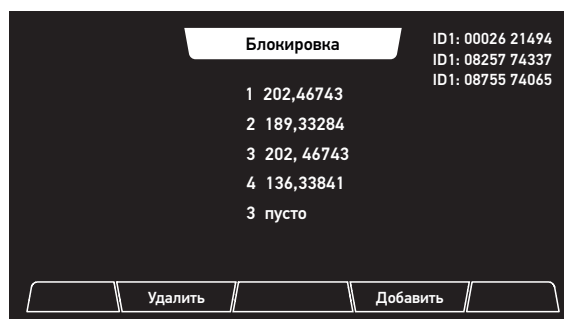 Блокировка
ID1: 00026 21494
ID1: 08257 74337
ID1: 08755 74065
1 202,46743
2 189,33284
3 202, 46743
4 136,33841
3 пусто
Удалить
Добавить